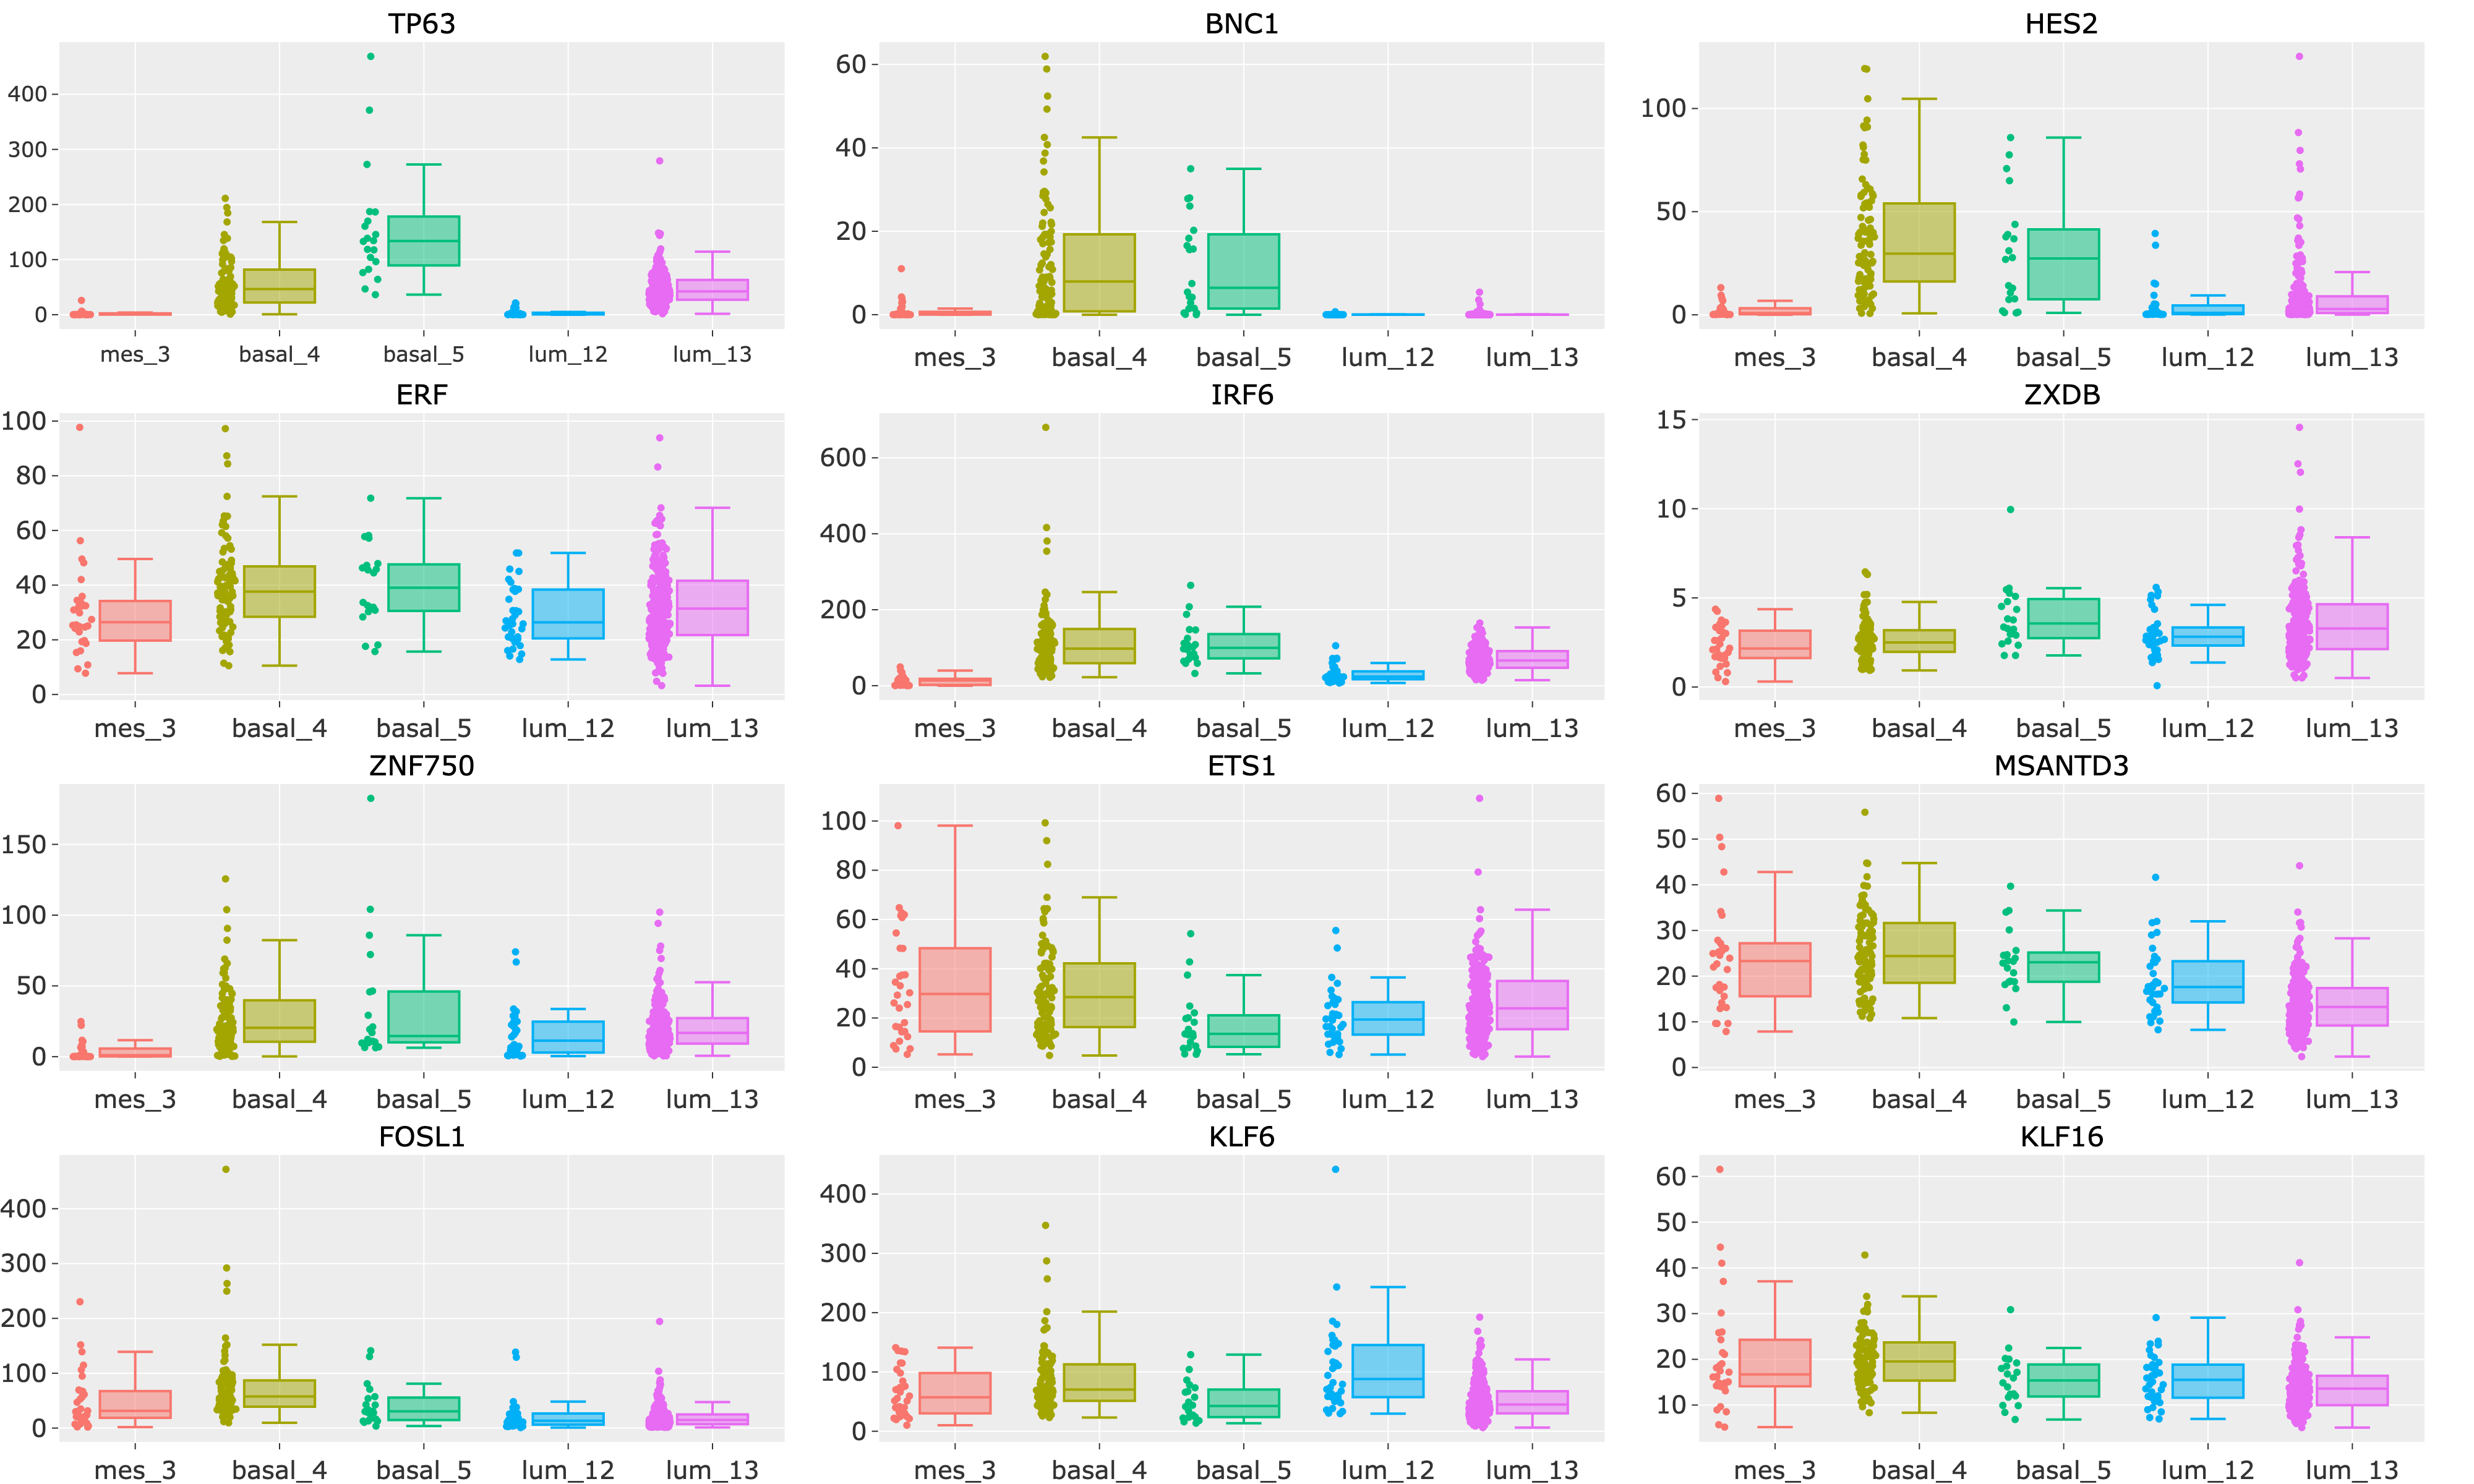 TP63 BNC1 HES2
400 60 100
300 40 50
200 20 0
100 0
0
mes_3 basal_4 basal_5 lum_12 lum_13 mes_3 basal_4 basal_5 lum_12 lum_13 mes_3 basal_4 basal_5 lum_12 lum_13
ERF IRF6 ZXDB
100 600 15
80 400 10
60 200 5
40 0 0
20
0
mes_3 basal_4 basal_5 lum_12 lum_13 mes_3 basal_4 basal_5 lum_12 lum_13 mes_3 basal_4 basal_5 lum_12 lum_13
ZNF750 ETS1 MSANTD3
150 100 60
100 80 50
50 60 40
0 40 30
20 20
0 10
0
mes_3 basal_4 basal_5 lum_12 lum_13 mes_3 basal_4 basal_5 lum_12 lum_13 mes_3 basal_4 basal_5 lum_12 lum_13
FOSL1 KLF6 KLF16
400 400 60
300 300 50
200 200 40
100 100 30
0 0 20
10
mes_3 basal_4 basal_5 lum_12 lum_13 mes_3 basal_4 basal_5 lum_12 lum_13 mes_3 basal_4 basal_5 lum_12 lum_13